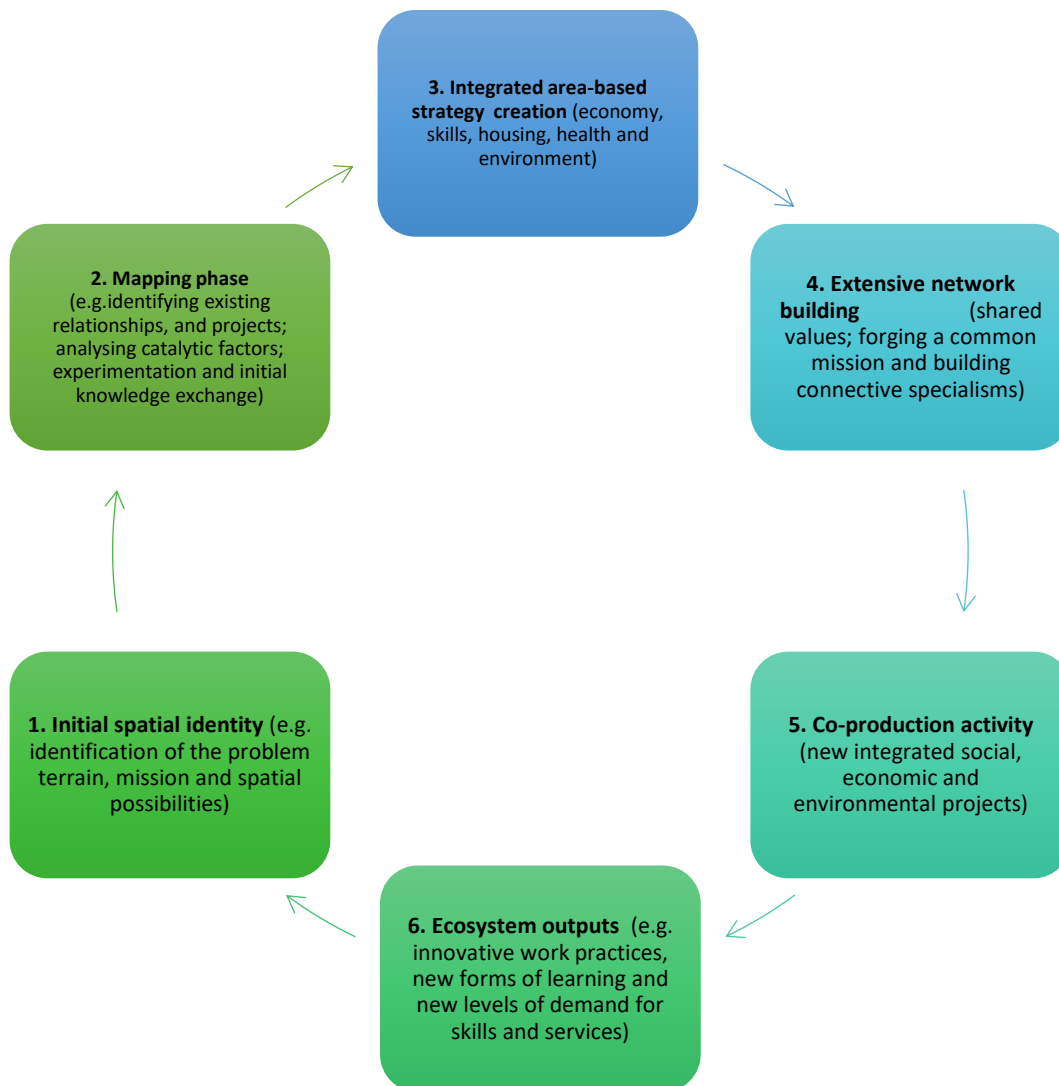 3. Integrated area-based
strategy creation (economy,
skills, housing, health and
environment)
2. Mapping phase
(e.g.identifying existing
relationships, and projects;
analysing catalytic factors;
experimentation and initial
knowledge exchange)
4. Extensive network
building (shared
values; forging a common
mission and building
connective specialisms)
1. Initial spatial identity (e.g.
identification of the problem
terrain, mission and spatial
possibilities)
5. Co-production activity
(new integrated social,
economic and
environmental projects)
6. Ecosystem outputs (e.g.
innovative work practices,
new forms of learning and
new levels of demand for
skills and services)